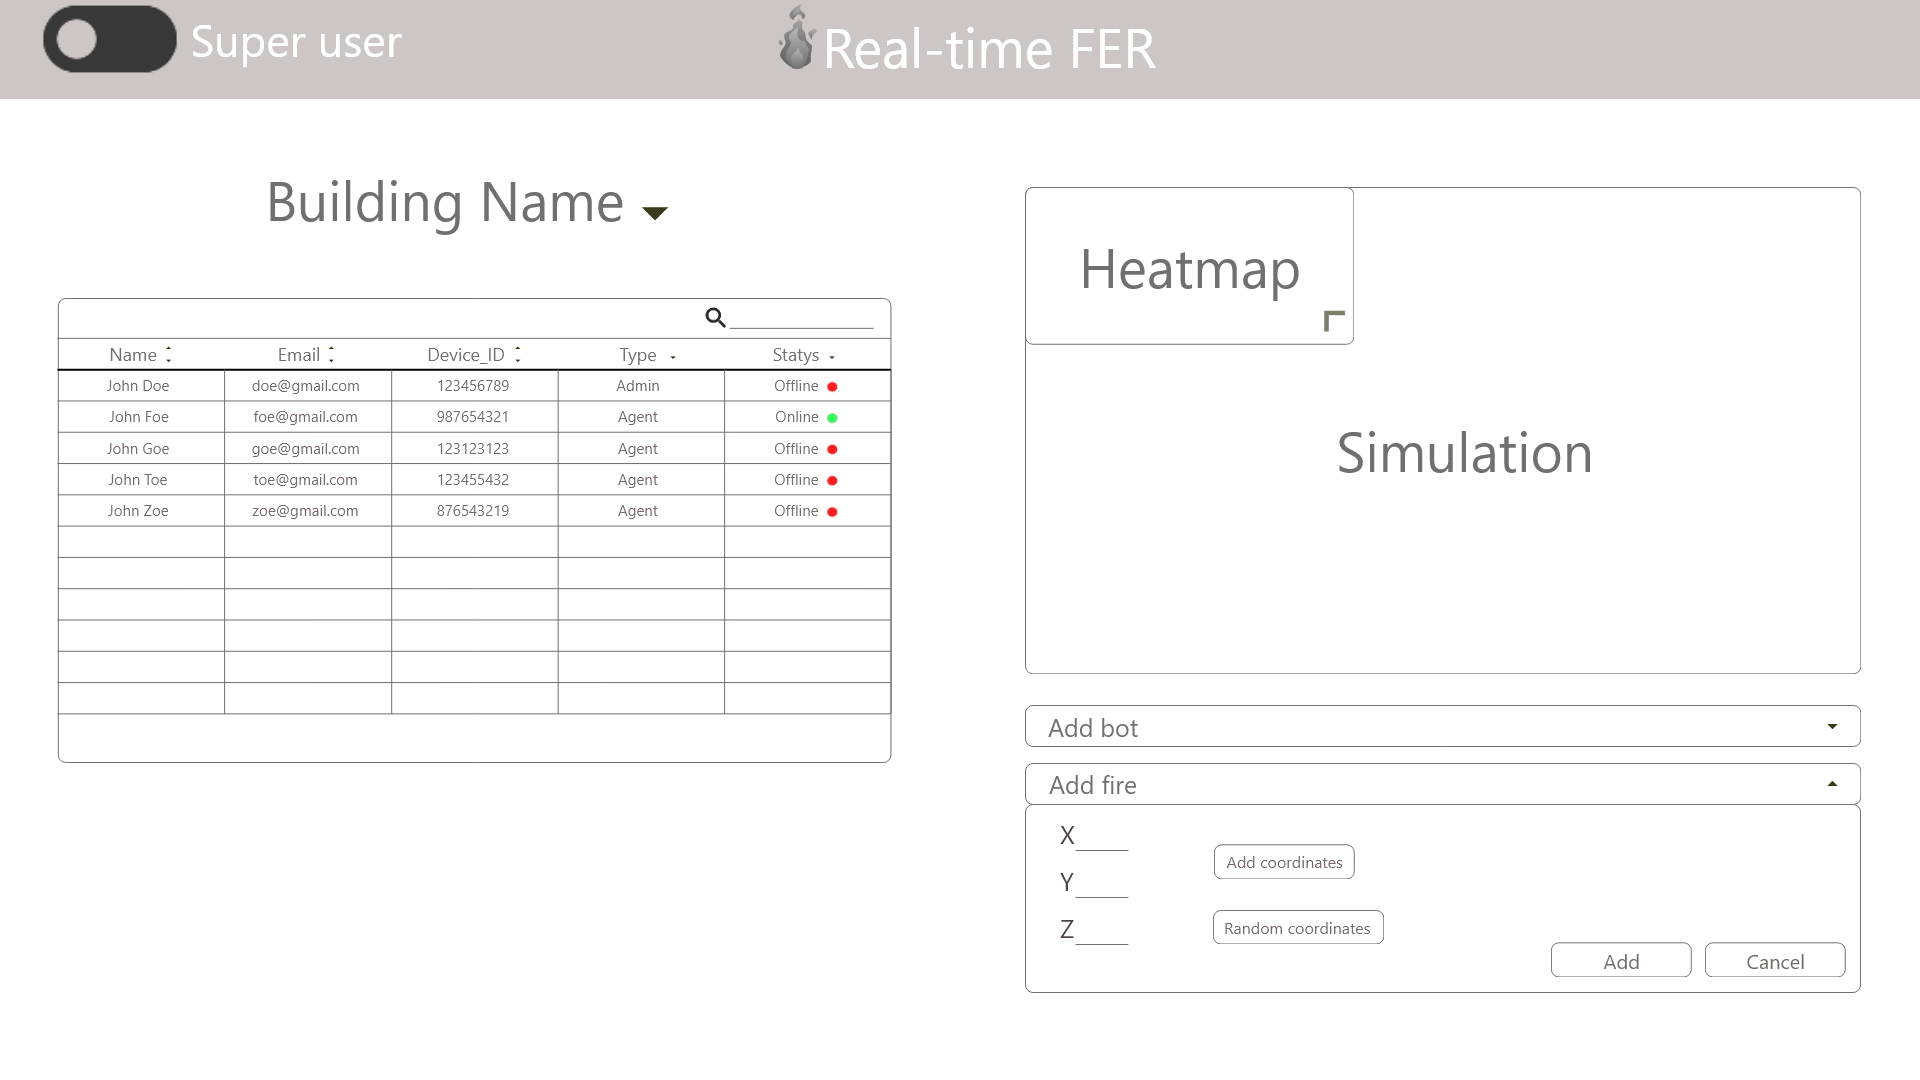 Super user
Real-time FER
Building Name
Name Email Device_ID Type Statys
John Doe doe@gmail.com 123456789 Admin Offline
John Foe foe@gmail.com 987654321 Agent Online
John Goe goe@gmail.com 123123123 Agent Offline
John Toe toe@gmail.com 123455432 Agent Offline
John Zoe zoe@gmail.com 876543219 Agent Offline
Heatmap
Simulation
Add bot
Add fire
X
Add coordinates
Y
Z
Random coordinates
Add Cancel